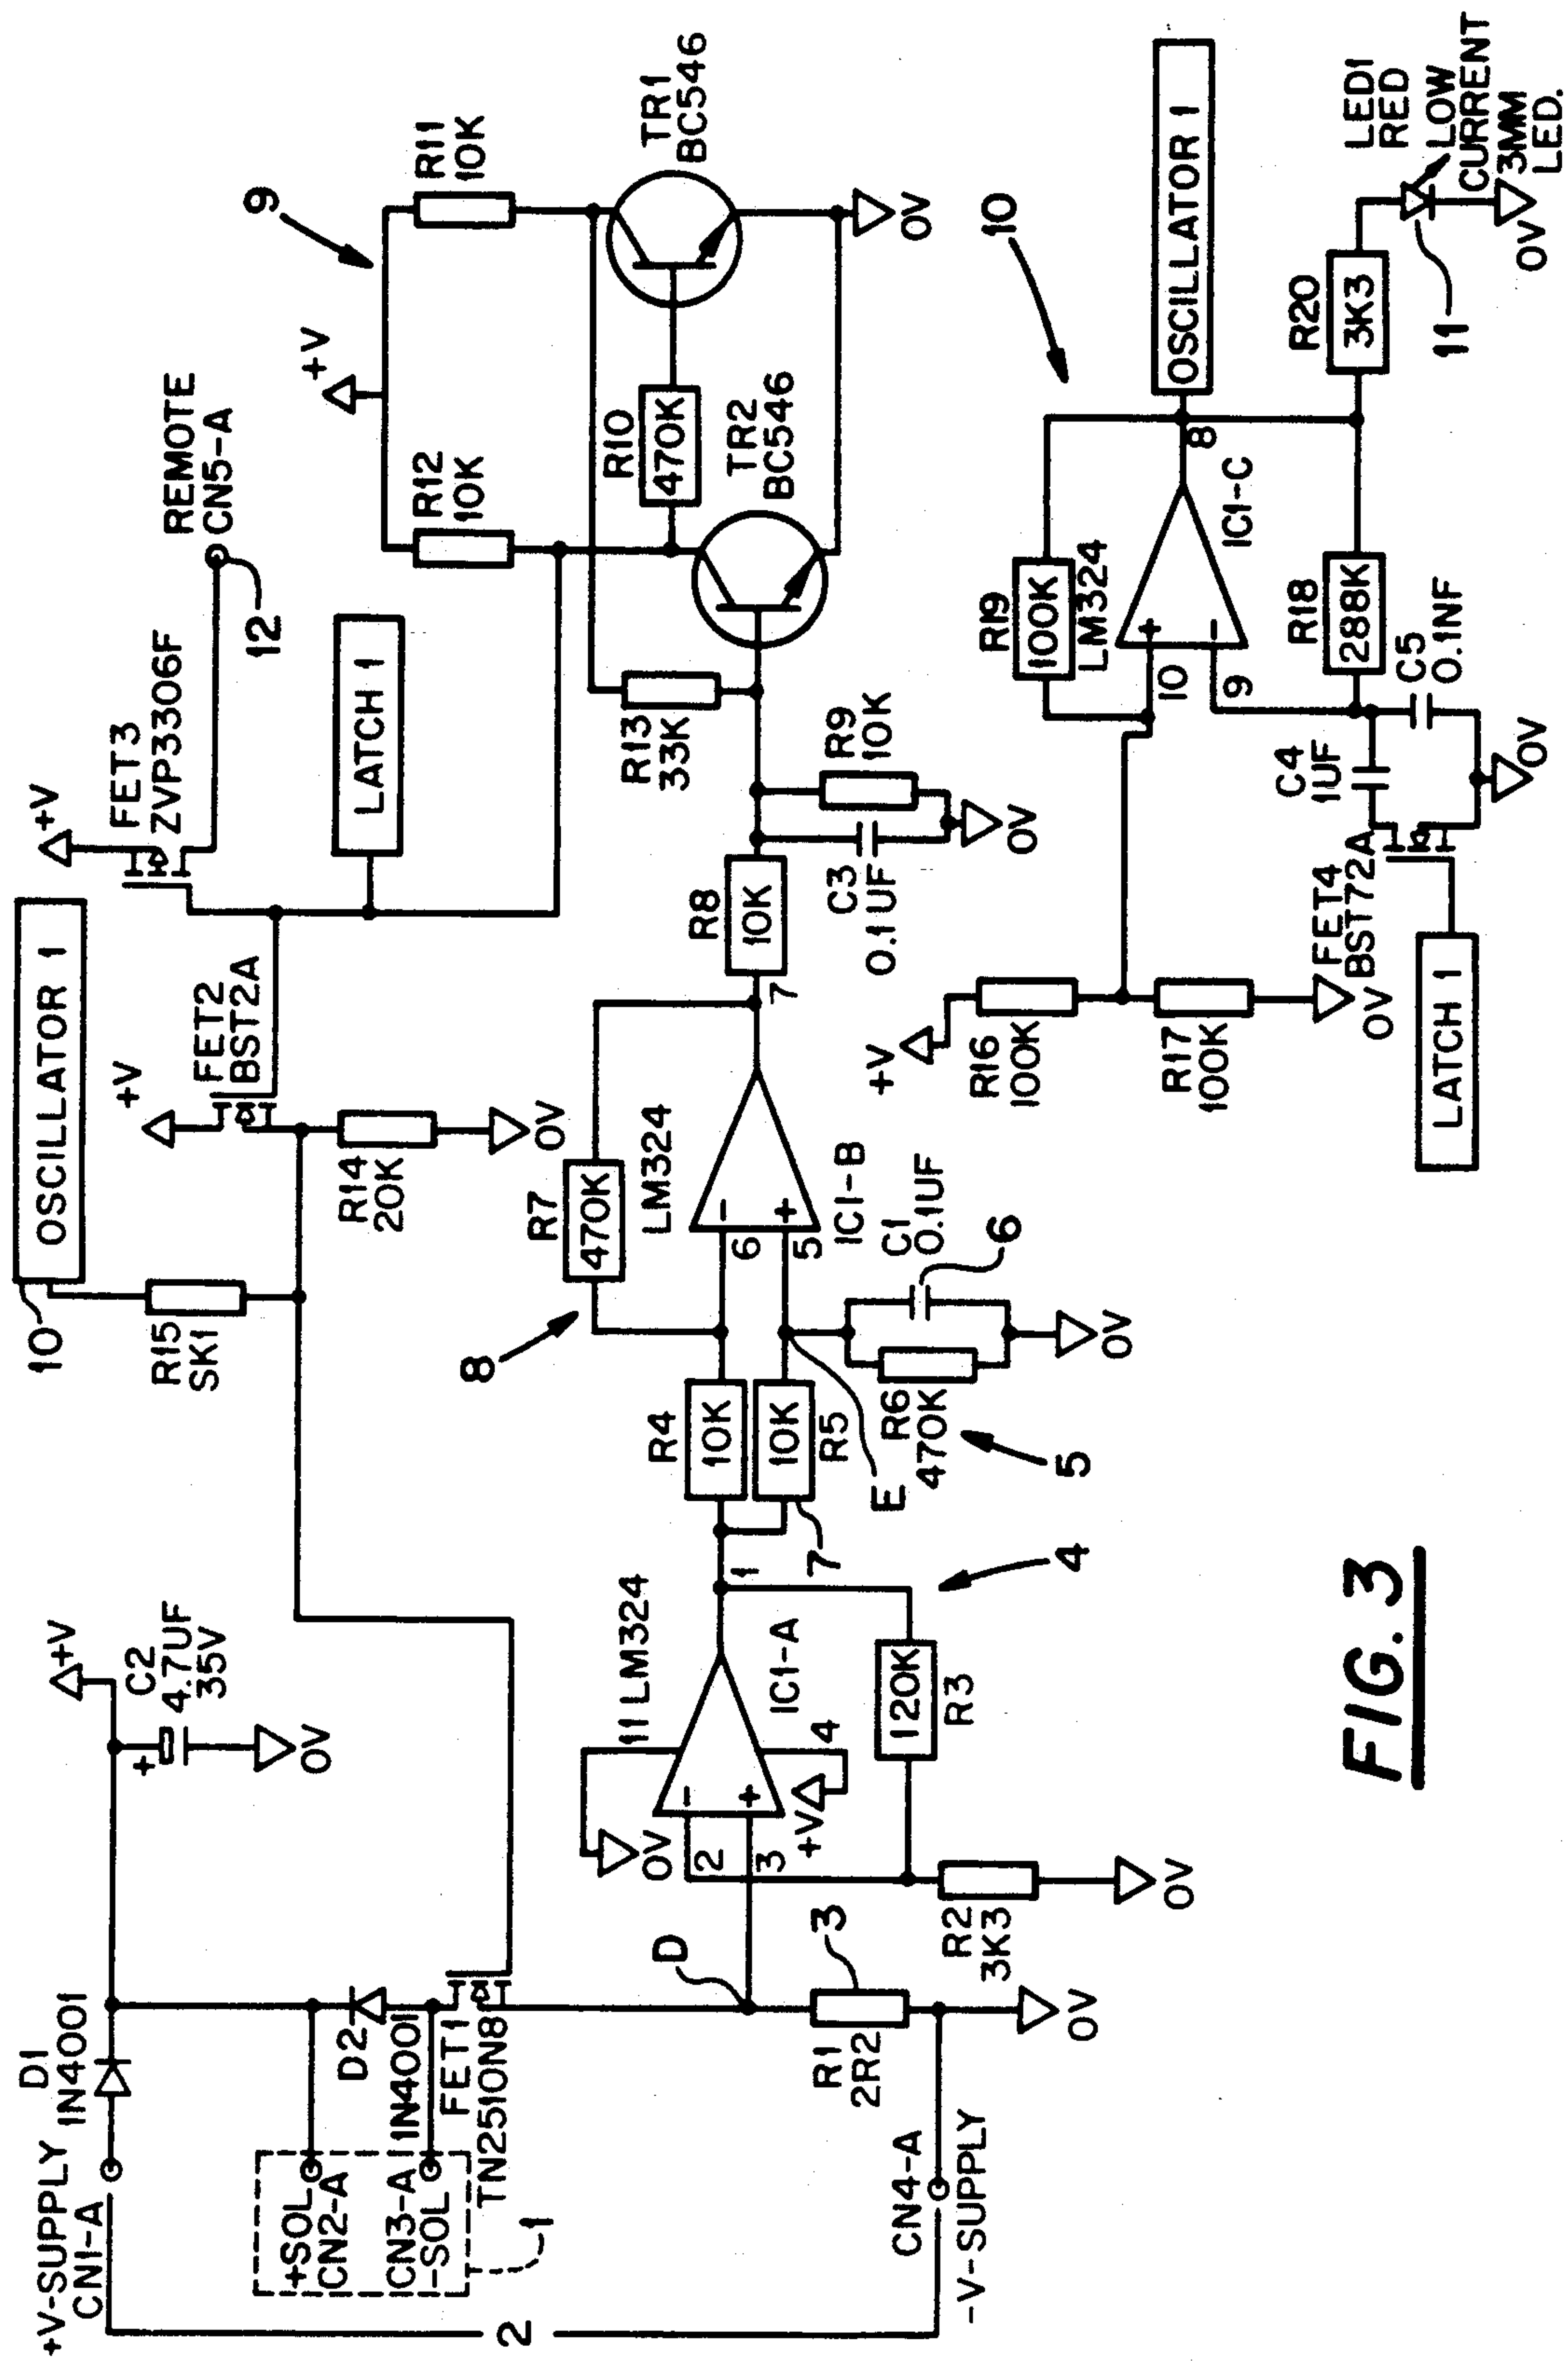 +V-SUPPLY
CN1-A
D1
1N4001
+V
C2
4.7UF
35V
+
0V
10
OSCILLATOR 1
R15
SK1
+V
FET2
BST2A
R14
20K
0V
+V
FET3
ZVP3306F
REMOTE
CN5-A
12
LATCH 1
+V
9
R12
10K
R11
10K
+SOL
CN2-A
CN3-A
-SOL
1
D2
1N4001
FET1
TN2510N8
2
D
3
R1
2R2
0V
CN4-A
-V-SUPPLY
0V
11
LM324
2
3
-
+
+V
4
IC1-A
1
R2
3K3
0V
120K
R3
4
R4
10K
10K
R5
7
E
8
R7
470K
LM324
6
5
-
+
IC1-B
7
R6
470K
C1
0.1UF
6
5
0V
R8
10K
C3
0.1UF
R9
10K
0V
R13
33K
R10
470K
TR2
BC546
TR1
BC546
0V
10
+V
R16
100K
R17
100K
0V
R19
100K
LM324
10
9
+
-
8
IC1-C
OSCILLATOR 1
R18
288K
C5
0.1NF
C4
1UF
0V
FET4
BST72A
LATCH 1
R20
3K3
11
LED1
RED
LOW
CURRENT
3MM
LED.
0V
FIG. 3